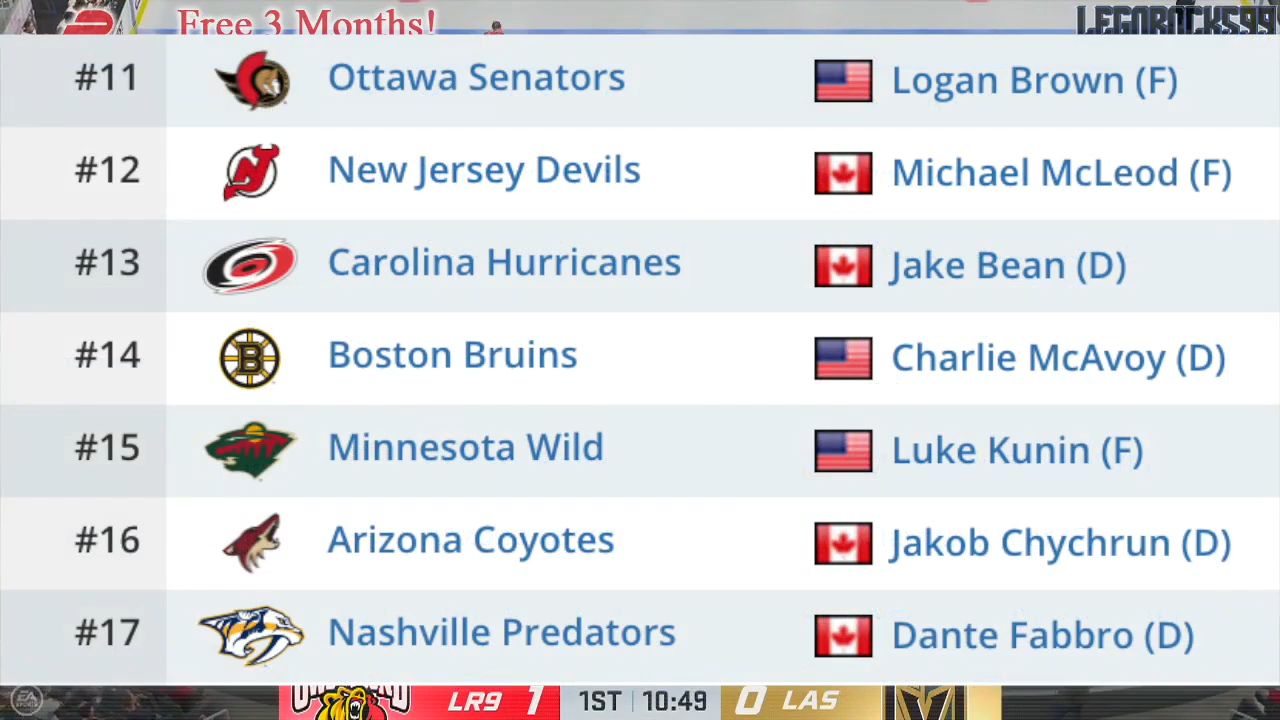 Free 3 Months!
LEGOROCKS99
#11 Ottawa Senators Logan Brown (F)
#12 New Jersey Devils Michael McLeod (F)
#13 Carolina Hurricanes Jake Bean (D)
#14 Boston Bruins Charlie McAvoy (D)
#15 Minnesota Wild Luke Kunin (F)
#16 Arizona Coyotes Jakob Chychrun (D)
#17 Nashville Predators Dante Fabbro (D)
LR9 1 1ST 10:49 0 LAS